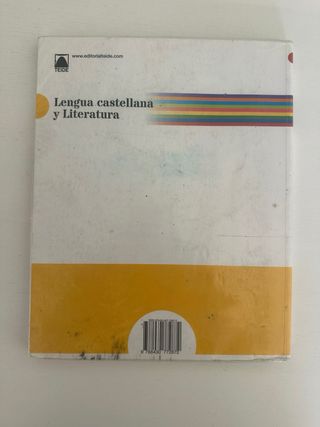 www.editorialteide.com
TEIDE
Lengua castellana
y Literatura